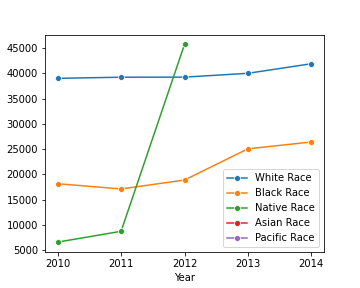 45000
40000
35000
30000
25000
20000
15000
10000
5000
White Race
Black Race
Native Race
Asian Race
Pacific Race
2010 2011 2012 2013 2014
Year